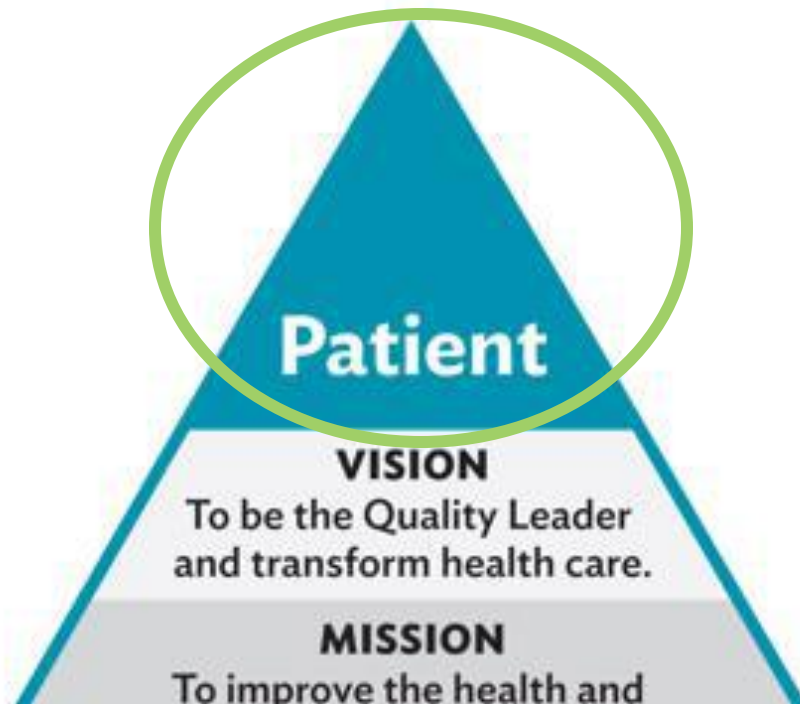 Patient
VISION
To be the Quality Leader
and transform health care.
MISSION
To improve the health and